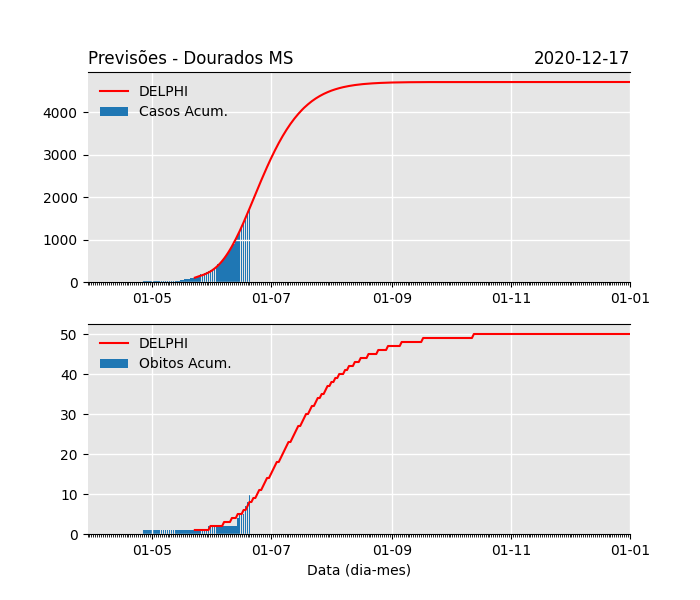 Previsões - Dourados MS 2020-12-17
DELPHI
Casos Acum.
4000
3000
2000
1000
0
01-05 01-07 01-09 01-11 01-01
DELPHI
Obitos Acum.
50
40
30
20
10
0
01-05 01-07 01-09 01-11 01-01
Data (dia-mes)